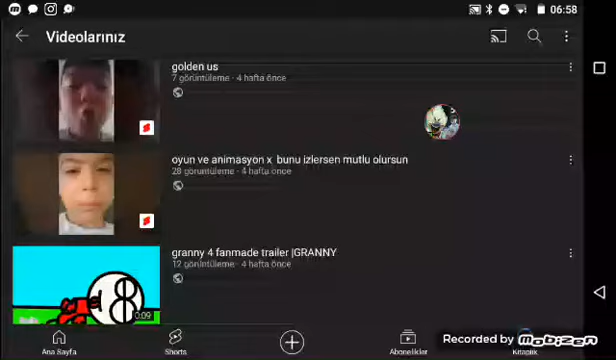 06:58
Videolarınız
golden us
7 görüntüleme · 4 hafta önce
oyun ve animasyon x bunu izlersen mutlu olursun
28 görüntüleme · 4 hafta önce
granny 4 fanmade trailer |GRANNY
12 görüntüleme · 4 hafta önce
0:09
Ana Sayfa
Shorts
Abonelikler
Kitaplık
Recorded by
mobizen